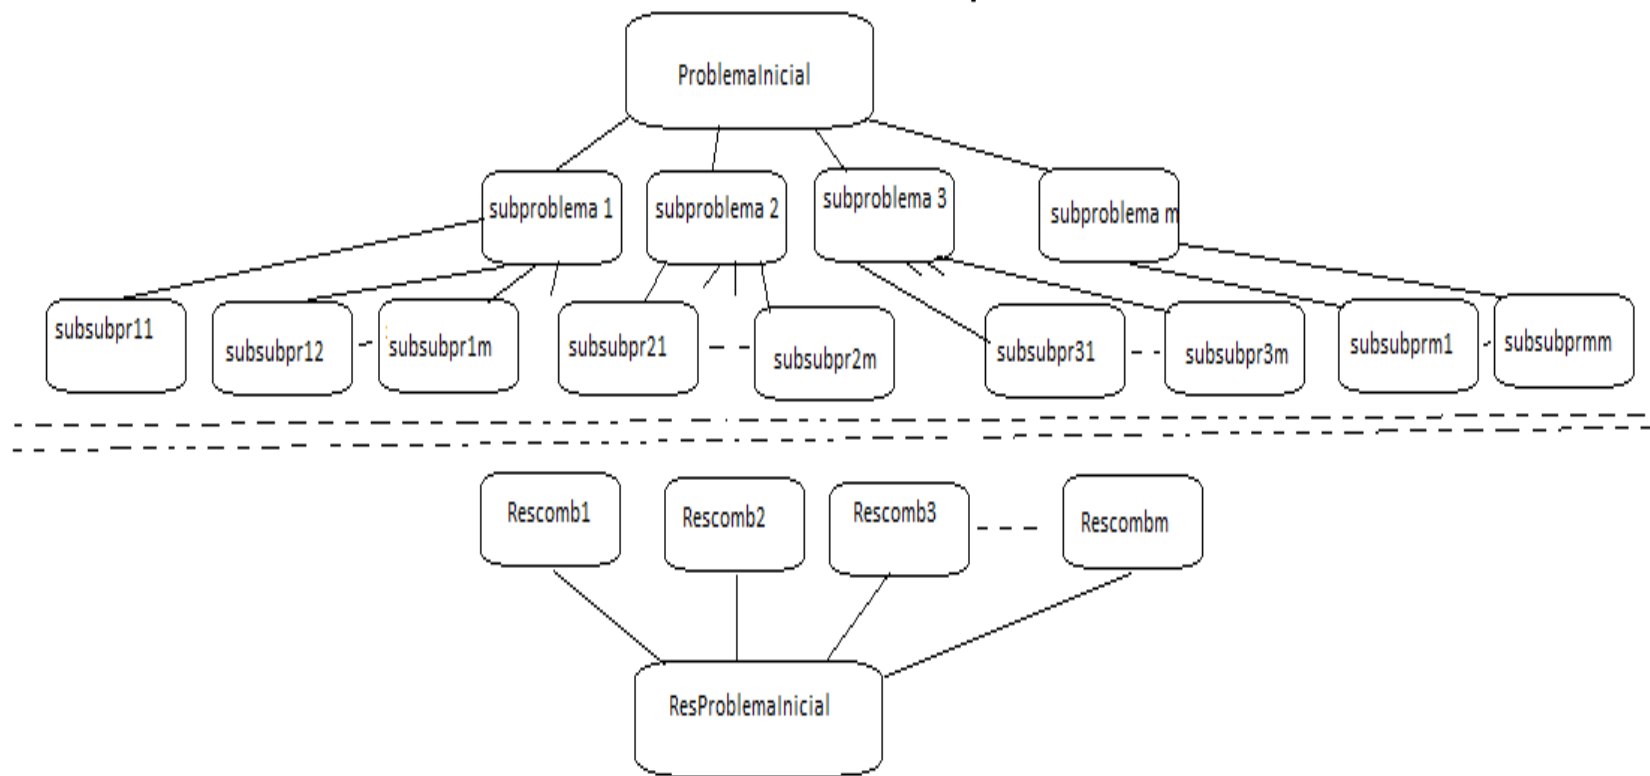 ProblemaInicial
subproblema 1
subproblema 2
subproblema 3
subproblema m
subsubpr11
subsubpr12
subsubpr1m
subsubpr21
subsubpr2m
subsubpr31
subsubpr3m
subsubprm1
subsubprmm
Rescomb1
Rescomb2
Rescomb3
Rescombm
ResProblemaInicial